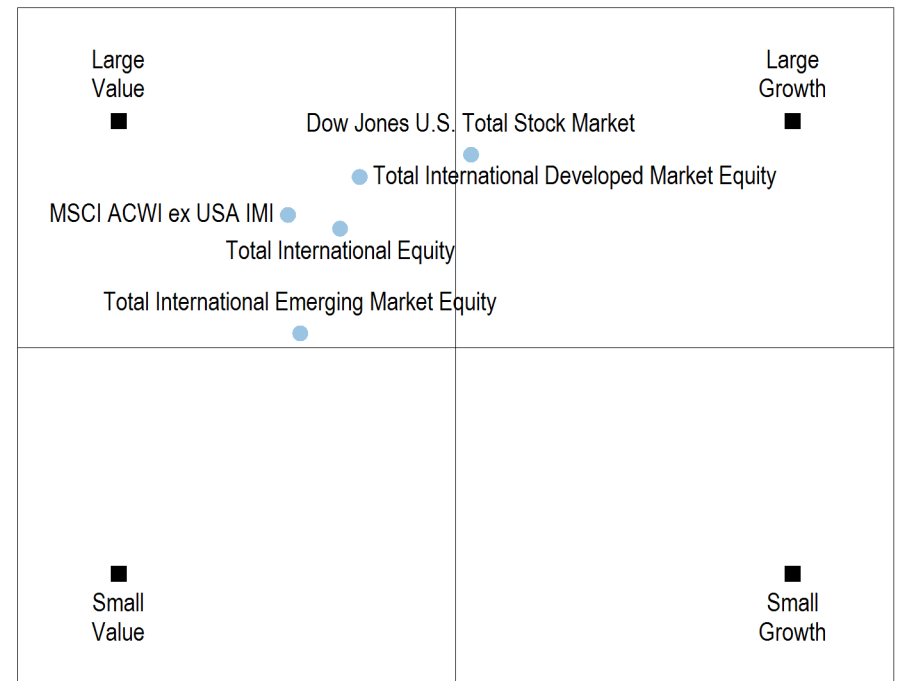 Large
Value
Large
Growth
Dow Jones U.S. Total Stock Market
Total International Developed Market Equity
MSCI ACWI ex USA IMI
Total International Equity
Total International Emerging Market Equity
Small
Value
Small
Growth